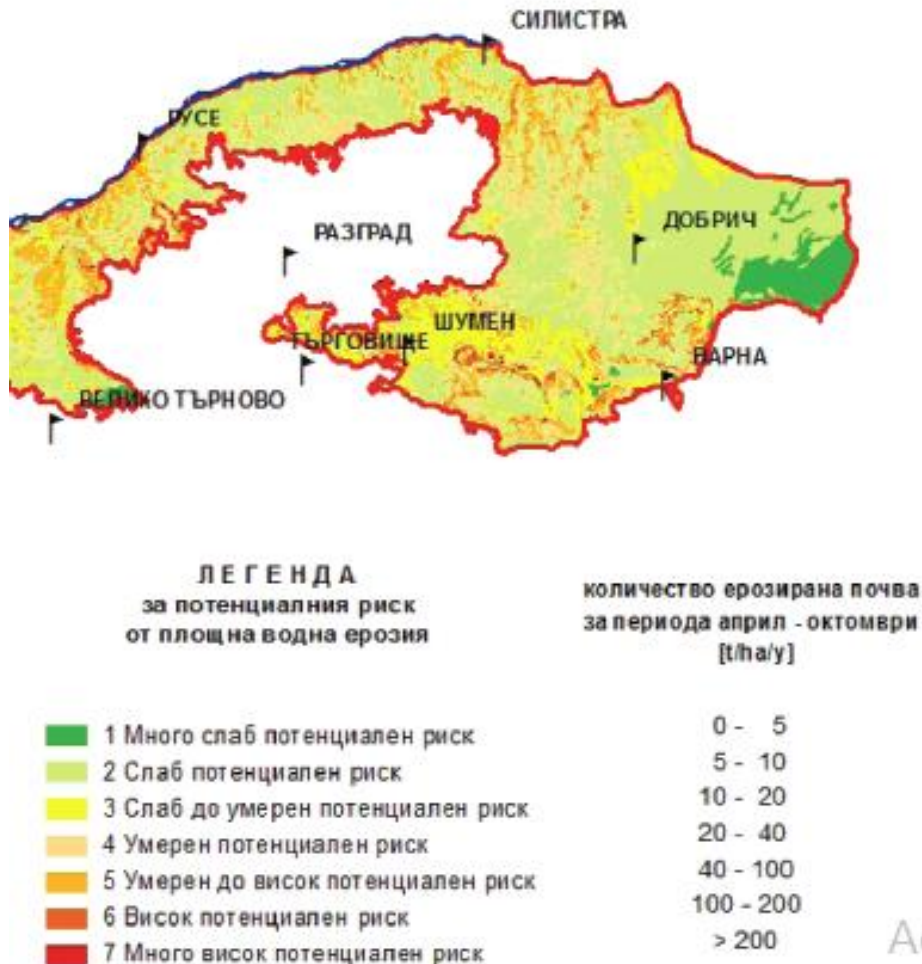 СИЛИСТРА
РУСЕ
ДОБРИЧ
РАЗГРАД
ШУМЕН
ТЪРГОВИЩЕ
ВАРНА
ВЕЛИКО ТЪРНОВО
ЛЕГЕНДА
за потенциалния риск
от площна водна ерозия
количество ерозирана почва
за периода април - октомври
[t/ha/y]
1 Много слаб потенциален риск 0 - 5
2 Слаб потенциален риск 5 - 10
3 Слаб до умерен потенциален риск 10 - 20
4 Умерен потенциален риск 20 - 40
5 Умерен до висок потенциален риск 40 - 100
6 Висок потенциален риск 100 - 200
7 Много висок потенциален риск > 200